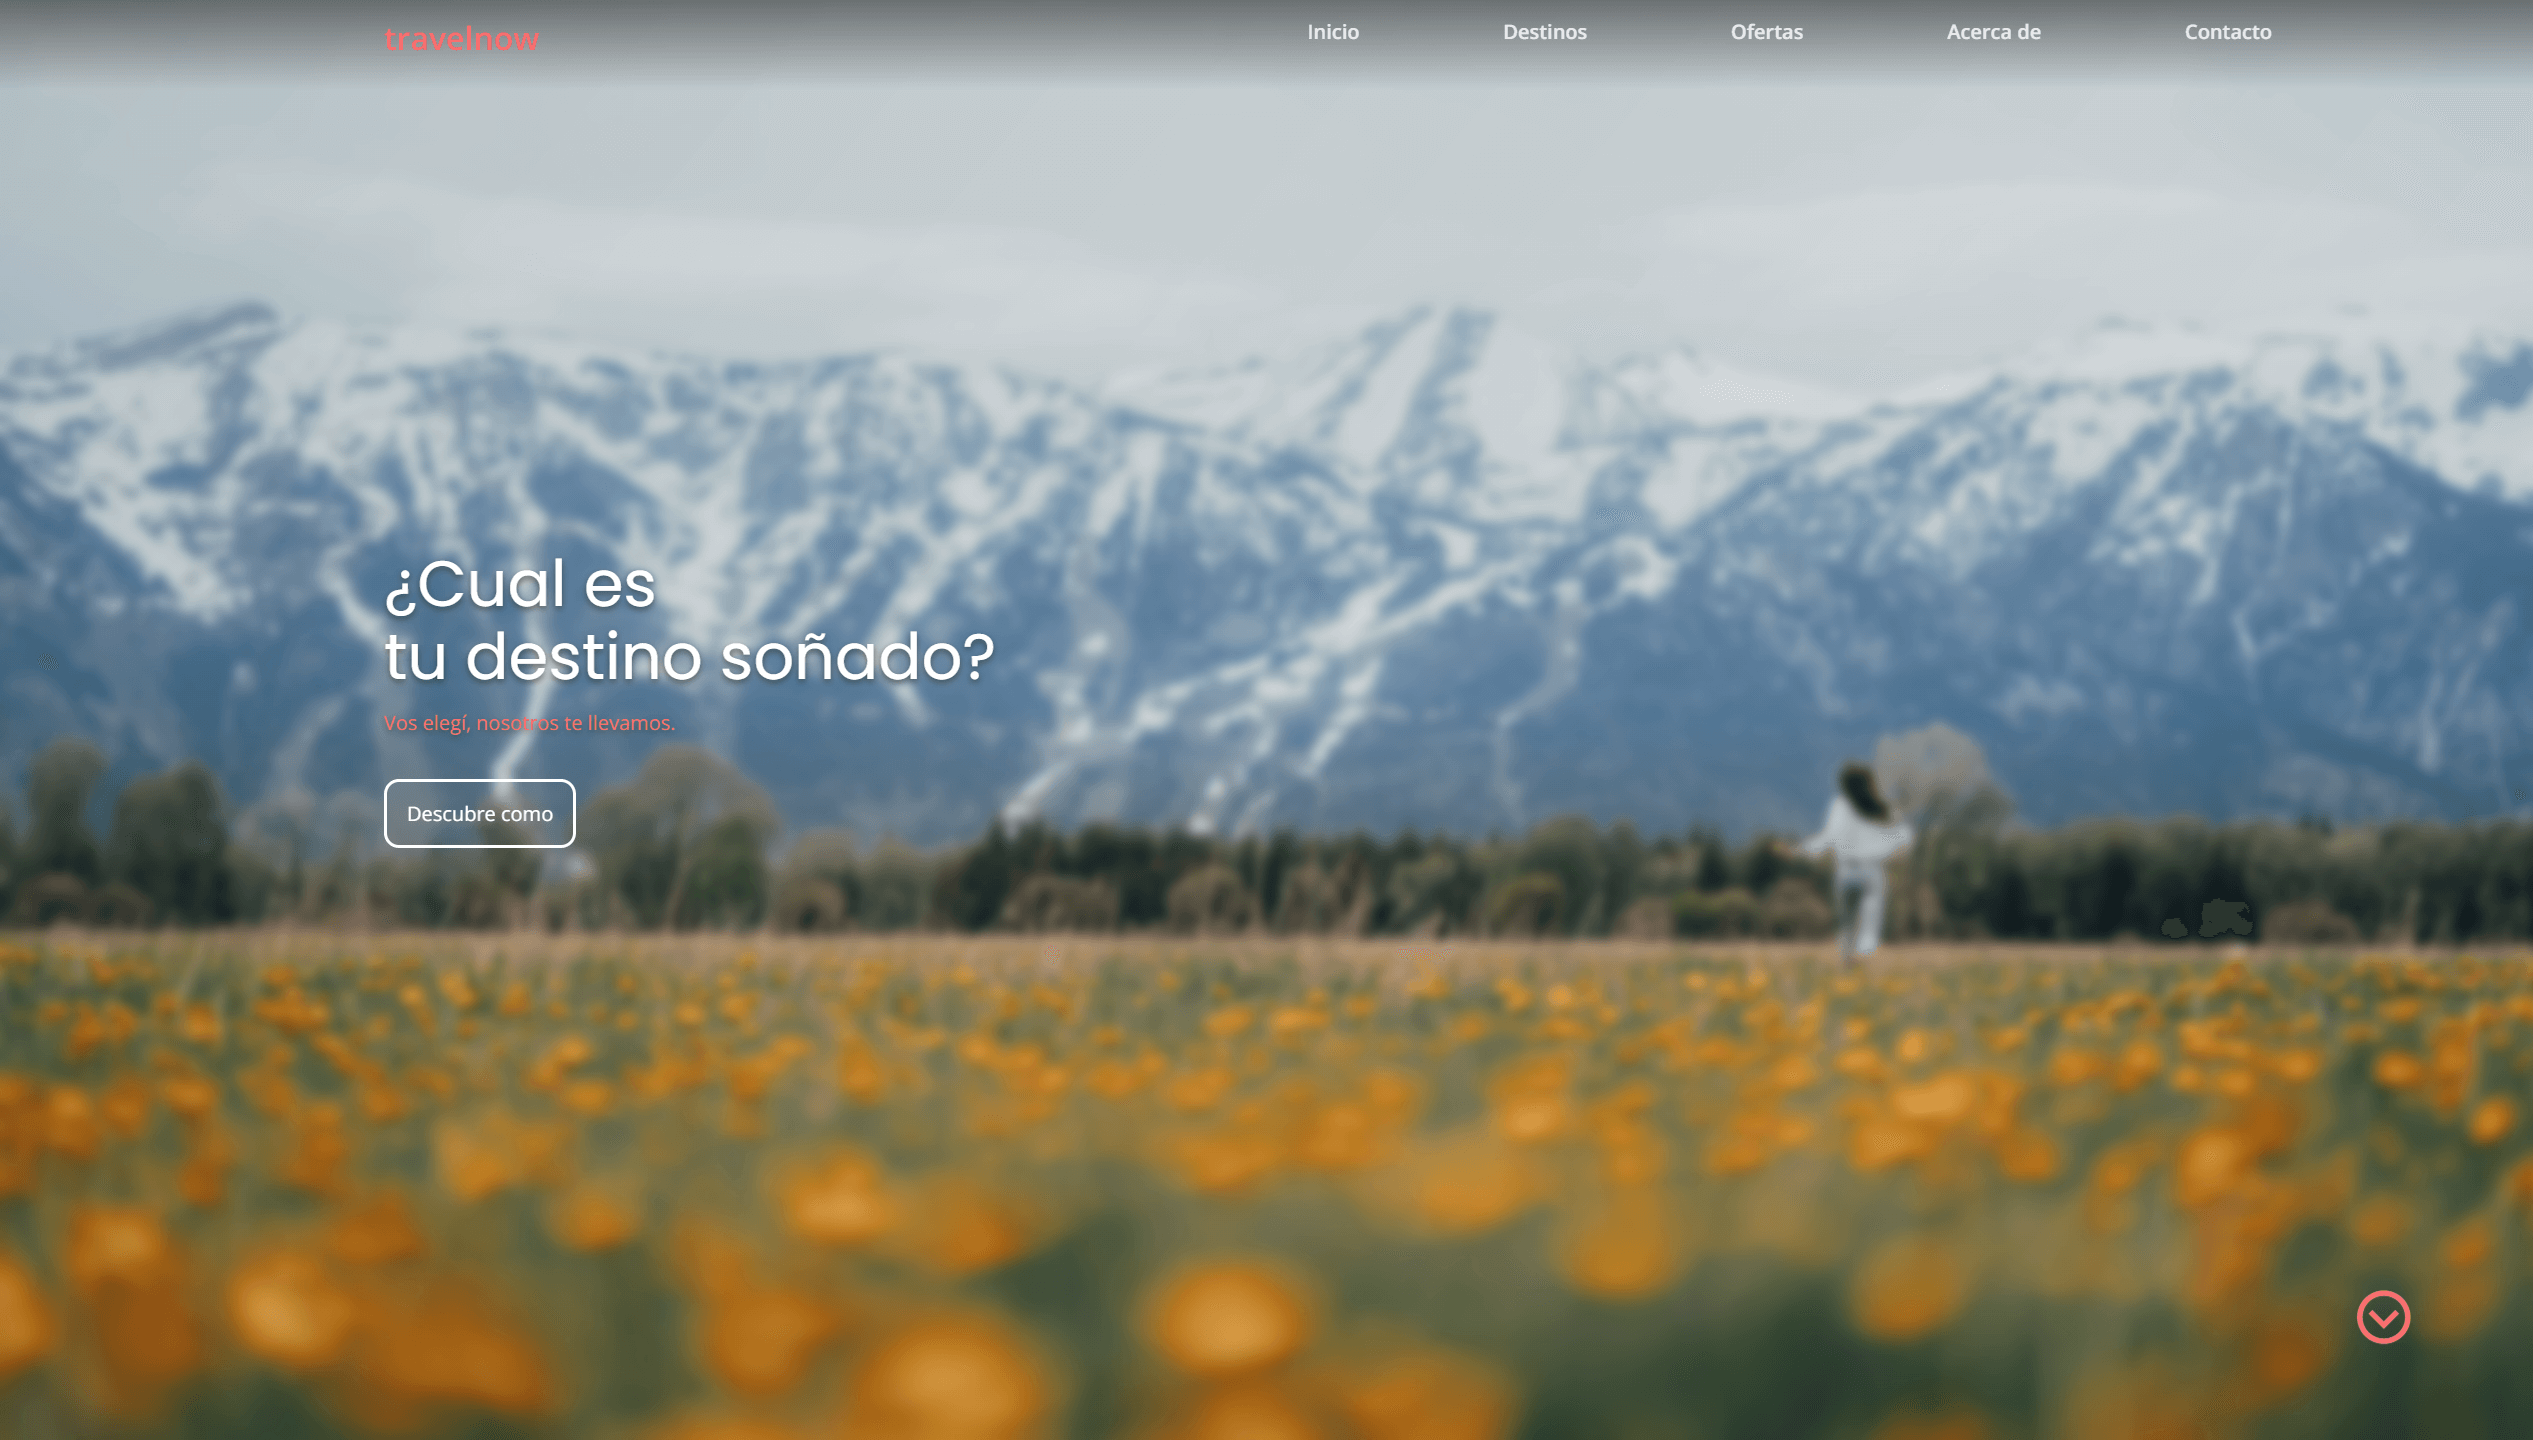 travelnow
Inicio
Destinos
Ofertas
Acerca de
Contacto
¿Cual es
tu destino soñado?
Vos elegí, nosotros te llevamos.
Descubre como